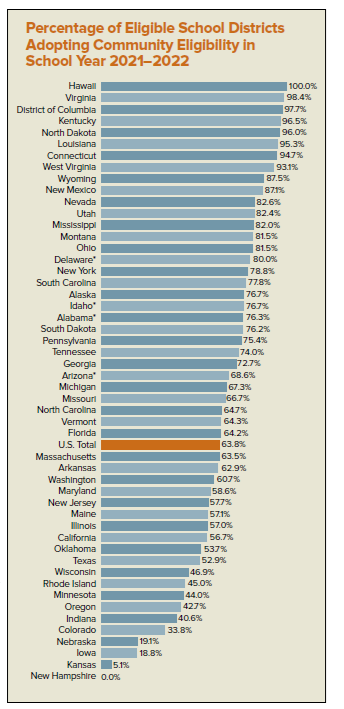 Percentage of Eligible School Districts
Adopting Community Eligibility in
School Year 2021–2022
Hawaii 100.0%
Virginia 98.4%
District of Columbia 97.7%
Kentucky 96.5%
North Dakota 96.0%
Louisiana 95.3%
Connecticut 94.7%
West Virginia 93.1%
Wyoming 87.5%
New Mexico 87.1%
Nevada 82.6%
Utah 82.4%
Mississippi 82.0%
Montana 81.5%
Ohio 81.5%
Delaware* 80.0%
New York 78.8%
South Carolina 77.8%
Alaska 76.7%
Idaho* 76.7%
Alabama* 76.3%
South Dakota 76.2%
Pennsylvania 75.4%
Tennessee 74.0%
Georgia 72.7%
Arizona* 68.6%
Michigan 67.3%
Missouri 66.7%
North Carolina 64.7%
Vermont 64.3%
Florida 64.2%
U.S. Total 63.8%
Massachusetts 63.5%
Arkansas 62.9%
Washington 60.7%
Maryland 58.6%
New Jersey 57.7%
Maine 57.1%
Illinois 57.0%
California 56.7%
Oklahoma 53.7%
Texas 52.9%
Wisconsin 46.9%
Rhode Island 45.0%
Minnesota 44.0%
Oregon 42.7%
Indiana 40.6%
Colorado 33.8%
Nebraska 19.1%
Iowa 18.8%
Kansas 5.1%
New Hampshire 0.0%